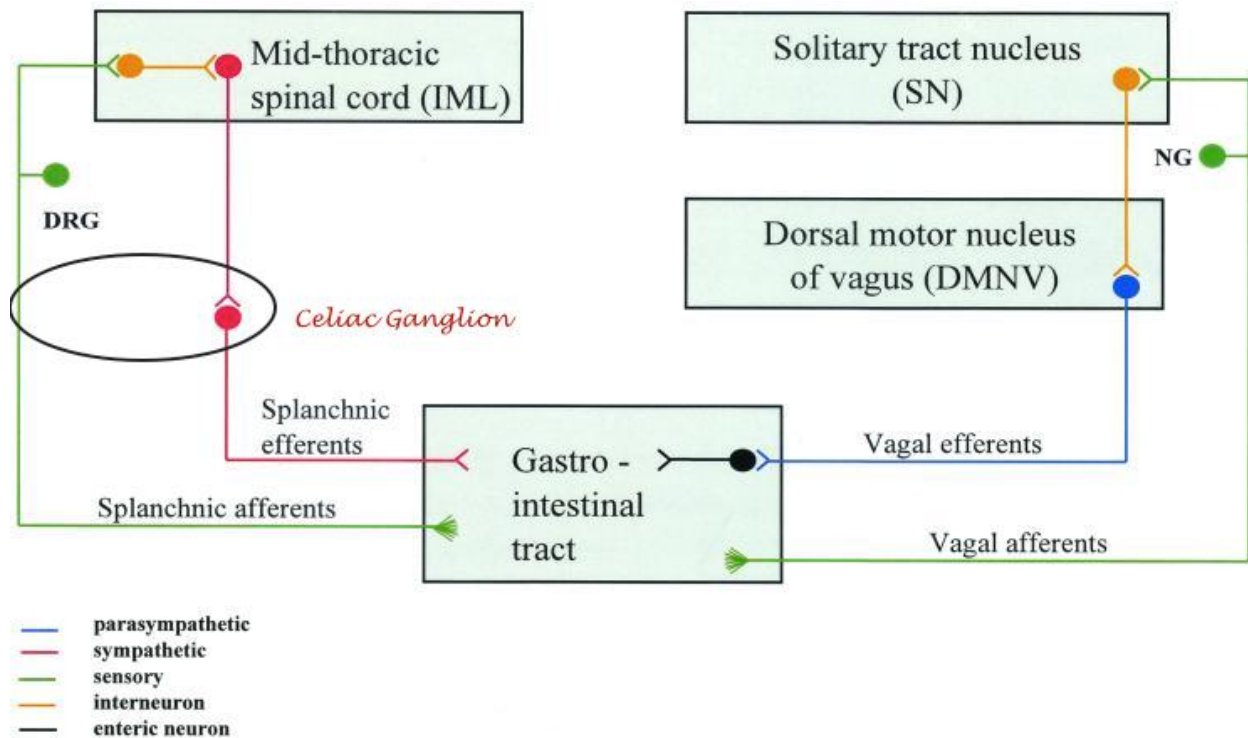 Mid-thoracic
spinal cord (IML)
Solitary tract nucleus
(SN)
NG
DRG
Dorsal motor nucleus
of vagus (DMNV)
Celiac Ganglion
Splanchnic
efferents
Gastro -
intestinal
tract
Vagal efferents
Splanchnic afferents
Vagal afferents
parasympathetic
sympathetic
sensory
interneuron
enteric neuron